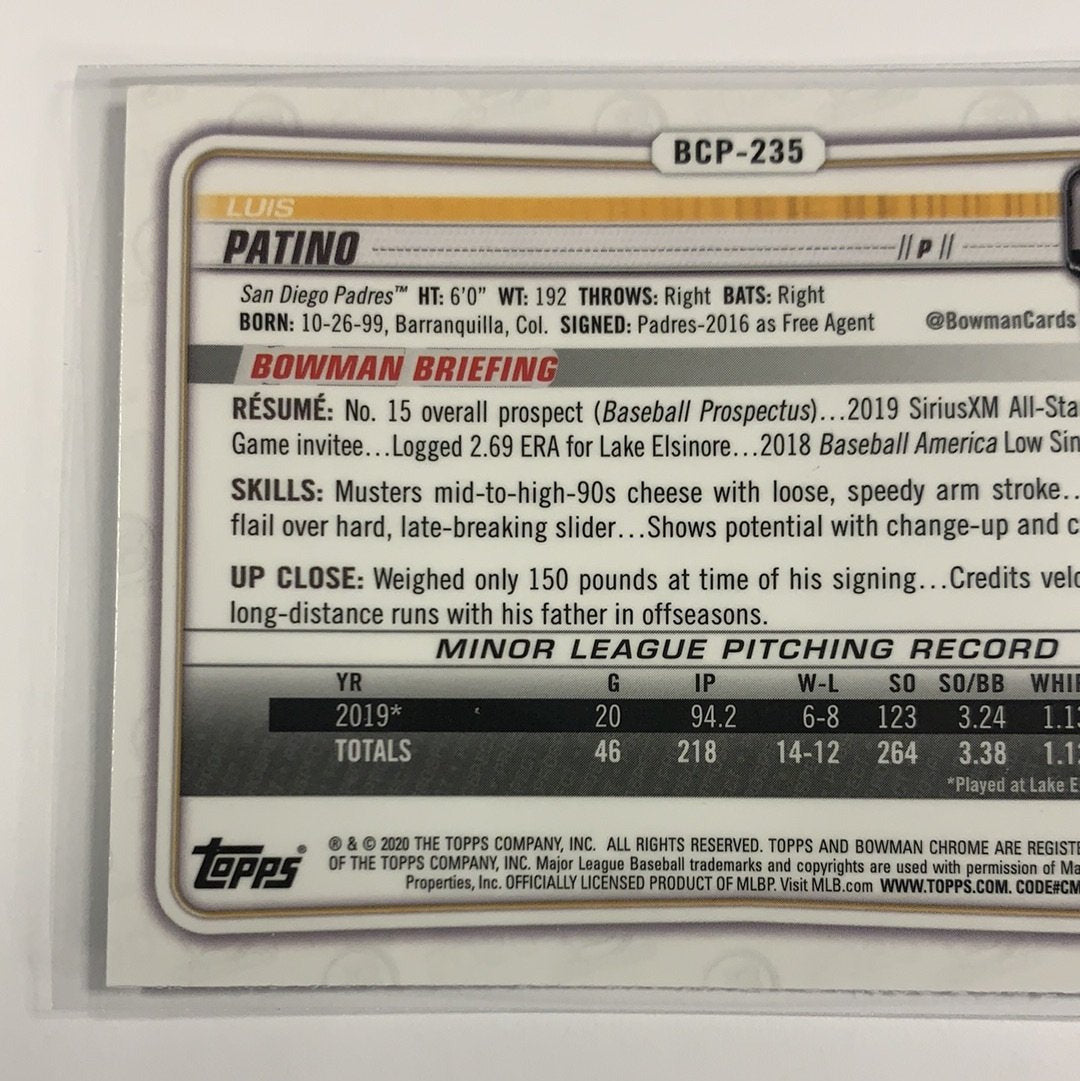 BCP-235
LUIS
PATINO //P//
San Diego Padres™ HT: 6'0" WT: 192 THROWS: Right BATS: Right
BORN: 10-26-99, Barranquilla, Col. SIGNED: Padres-2016 as Free Agent @BowmanCards
BOWMAN BRIEFING
RÉSUMÉ: No. 15 overall prospect (Baseball Prospectus)...2019 SiriusXM All-Sta
Game invitee...Logged 2.69 ERA for Lake Elsinore...2018 Baseball America Low Sin
SKILLS: Musters mid-to-high-90s cheese with loose, speedy arm stroke..
flail over hard, late-breaking slider...Shows potential with change-up and c
UP CLOSE: Weighed only 150 pounds at time of his signing...Credits velo
long-distance runs with his father in offseasons.
MINOR LEAGUE PITCHING RECORD
YR G IP W-L SO SO/BB WHIP
2019* 20 94.2 6-8 123 3.24 1.1
TOTALS 46 218 14-12 264 3.38 1.1
*Played at Lake E
Topps®
® & © 2020 THE TOPPS COMPANY, INC. ALL RIGHTS RESERVED. TOPPS AND BOWMAN CHROME ARE REGISTE
OF THE TOPPS COMPANY, INC. Major League Baseball trademarks and copyrights are used with permission of Ma
Properties, Inc. OFFICIALLY LICENSED PRODUCT OF MLBP. Visit MLB.com WWW.TOPPS.COM. CODE#CM